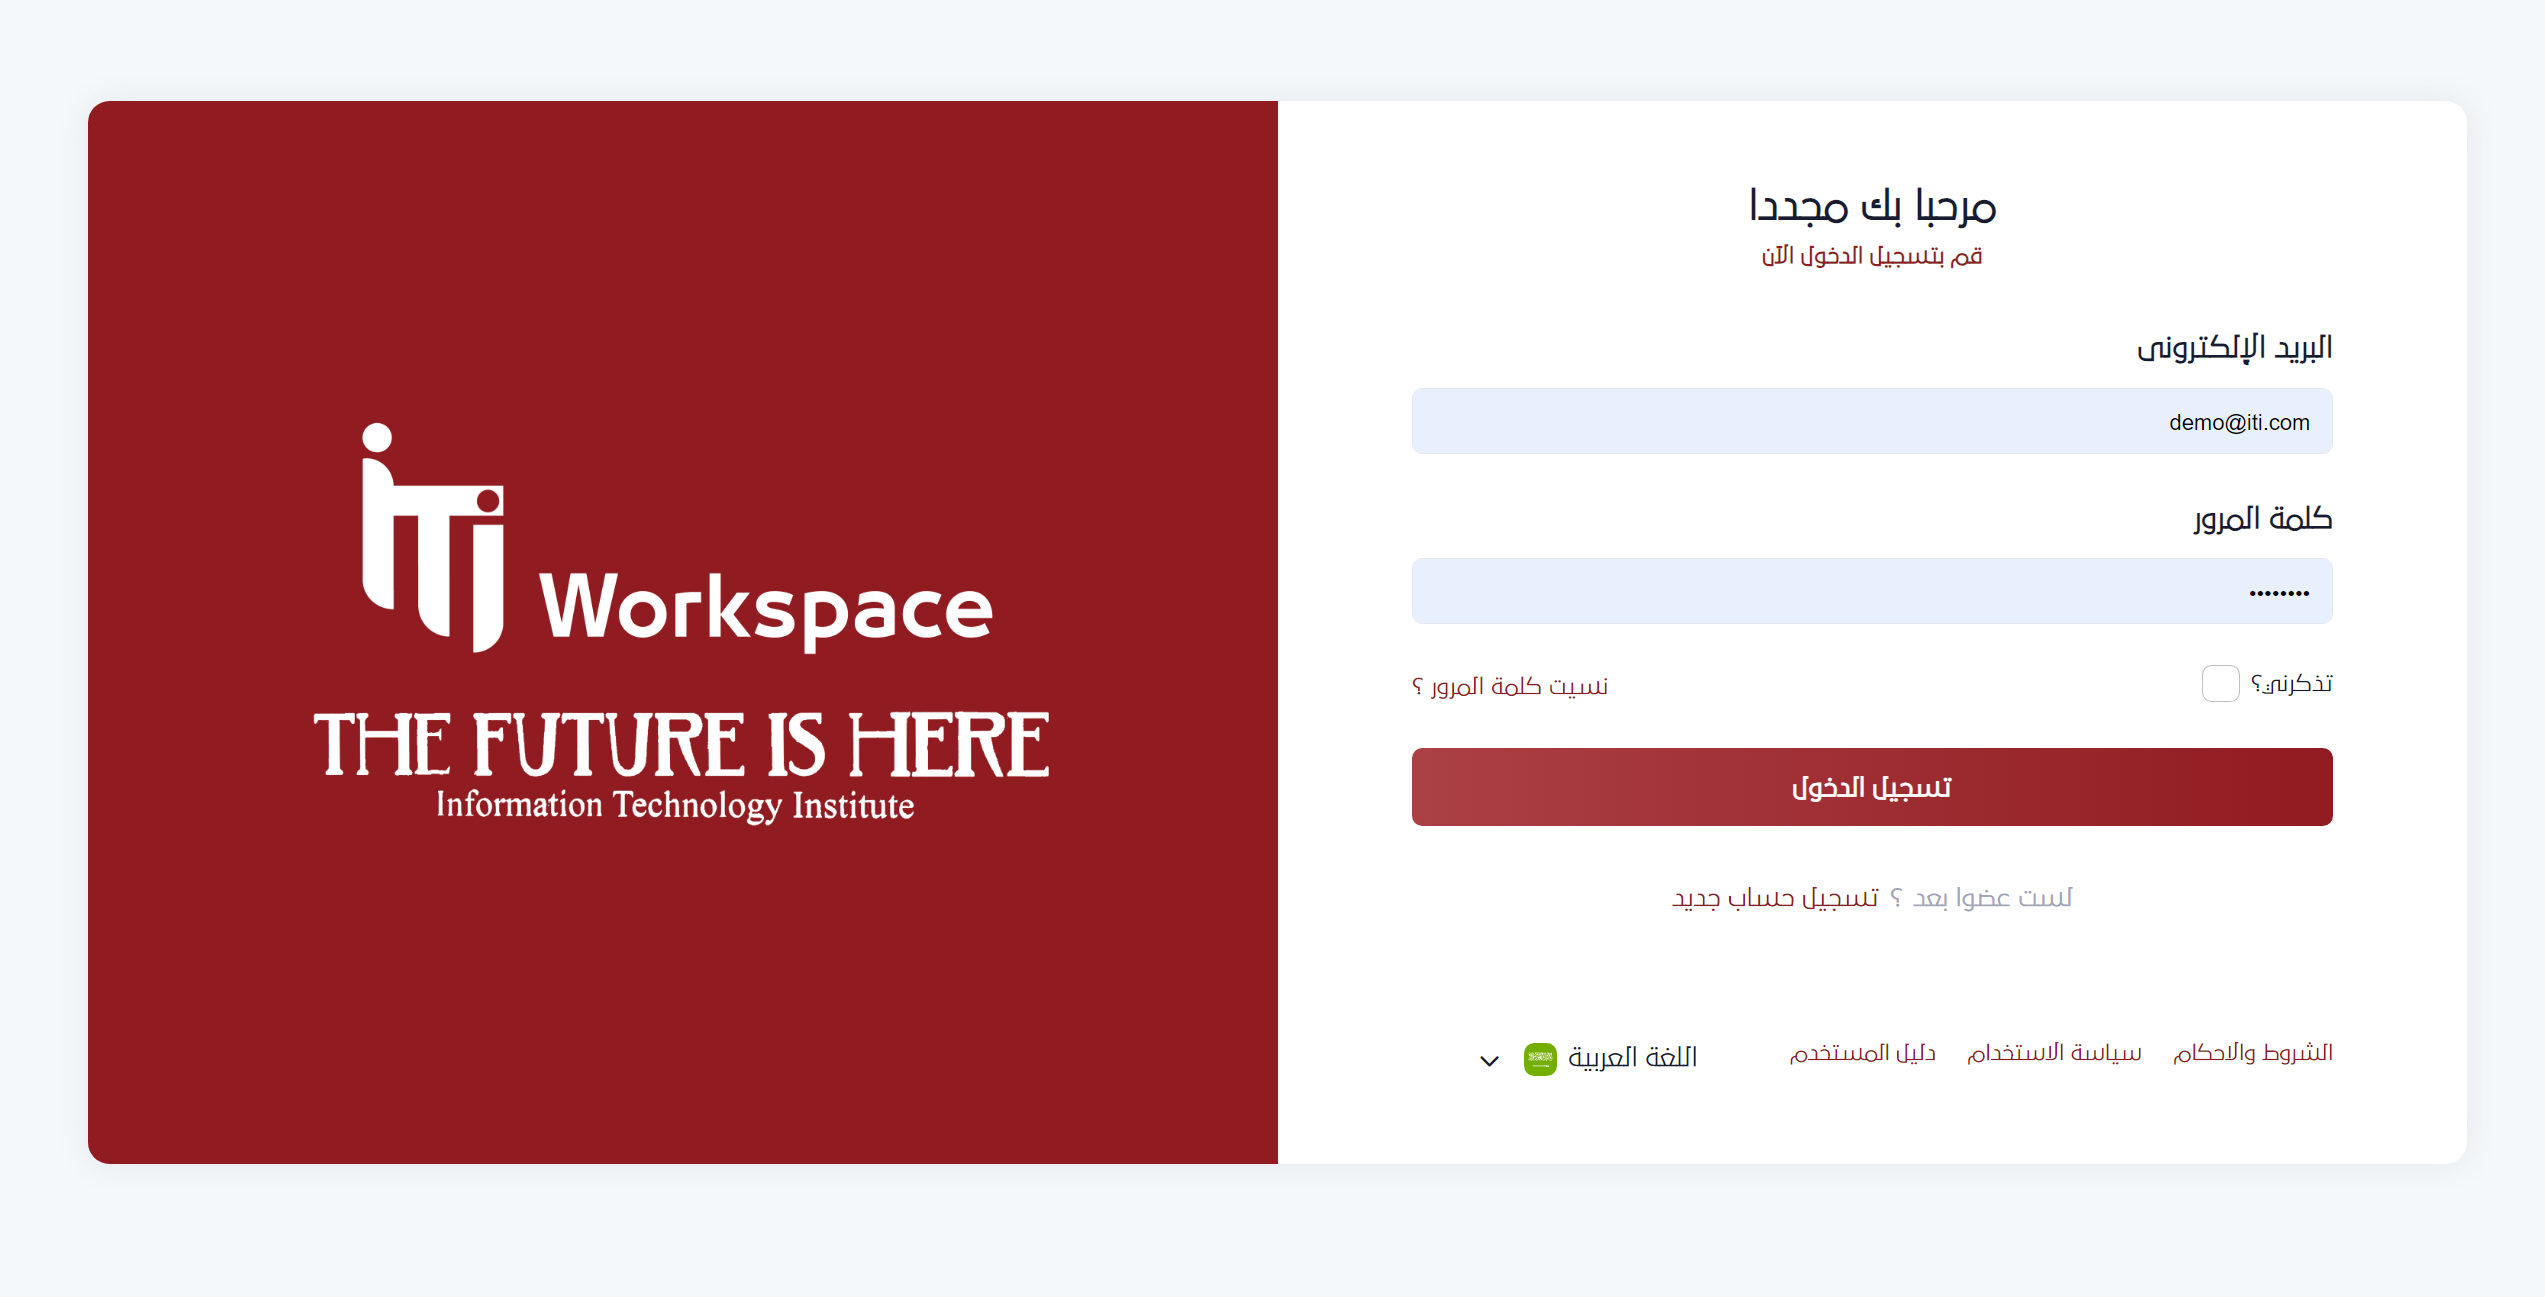 iTi Workspace
THE FUTURE IS HERE
Information Technology Institute
مرحبا بك مجددا
قم بتسجيل الدخول الآن
البريد الإلكترونى
demo@iti.com
كلمة المرور
••••••••
تذكرني؟
نسيت كلمة المرور ؟
تسجيل الدخول
لست عضوا بعد ؟ تسجيل حساب جديد
الشروط والاحكام سياسة الاستخدام دليل المستخدم اللغة العربية